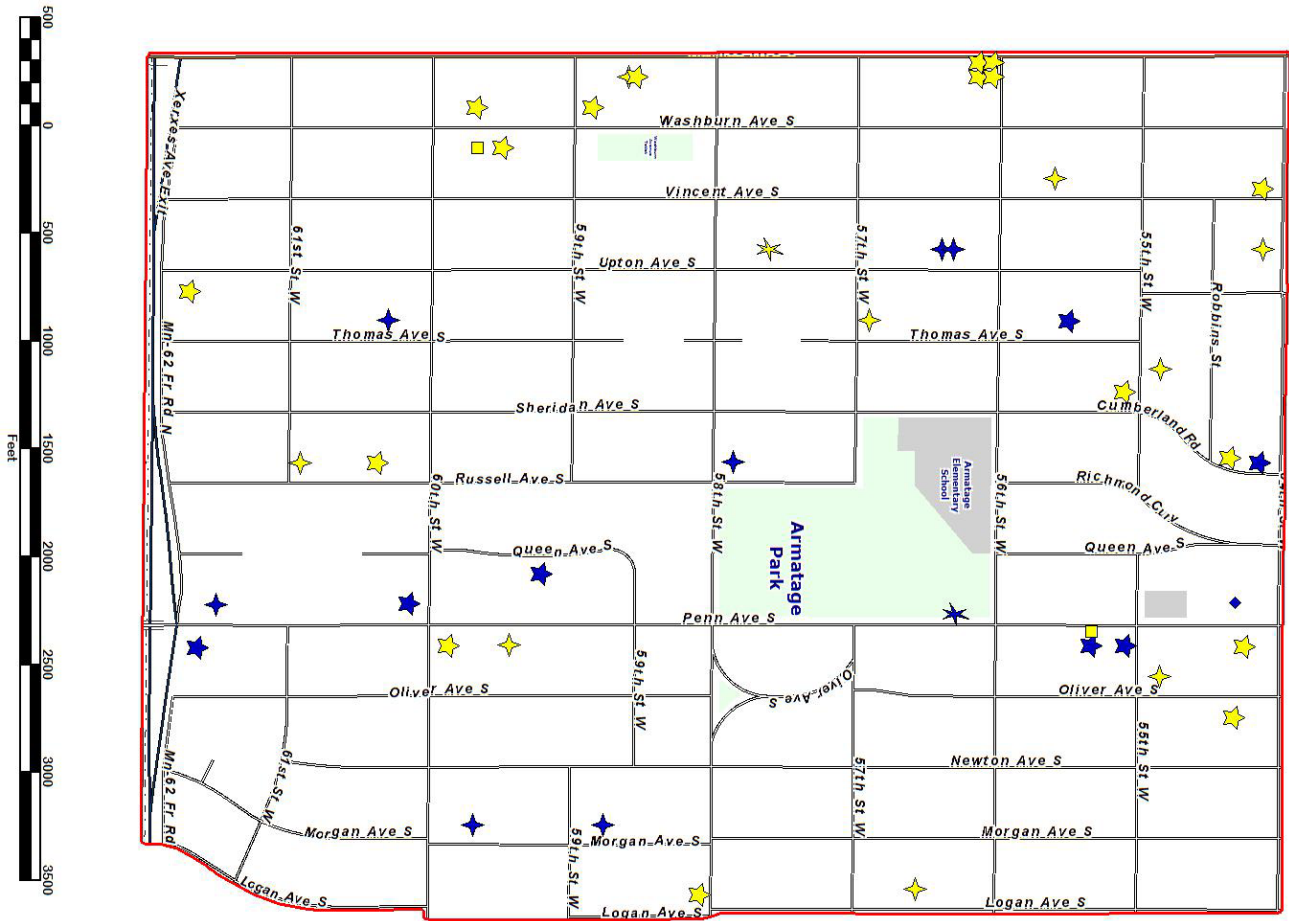 500
0
500
1000
1500
2000
2500
3000
3500
Feet
Washburn Ave S
Xerxes Ave Exit
Vincent Ave S
61st St W
59th St W
57th St W
55th St W
Upton Ave S
Robbins St
Mn-62 Fr Rd N
Thomas Ave S
Thomas Ave S
Sheridan Ave S
Cumberland Rd
60th St W
Russell Ave S
58th St W
Armatage
Elementary
School
56th St W
Richmond Curv
Queen Ave S
Queen Ave S
Armatage
Park
Penn Ave S
59th St W
Oliver Ave S
Oliver Ave S
Oliver Ave S
Mn-62 Fr Rd
61st St W
57th St W
55th St W
Newton Ave S
Morgan Ave S
59th St W
Morgan Ave S
Morgan Ave S
Logan Ave S
Logan Ave S
Logan Ave S